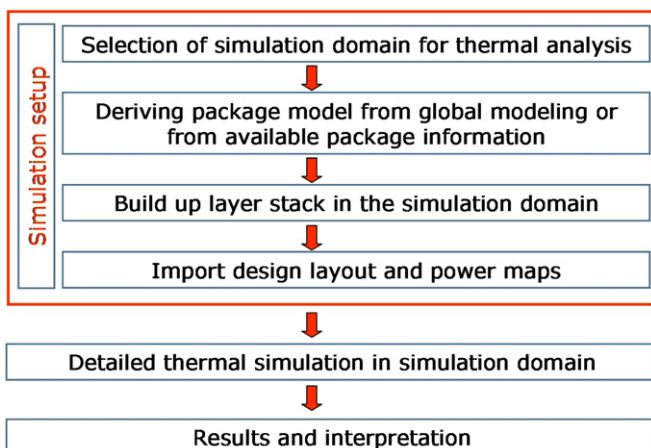 Simulation setup
Selection of simulation domain for thermal analysis
Deriving package model from global modeling or
from available package information
Build up layer stack in the simulation domain
Import design layout and power maps
Detailed thermal simulation in simulation domain
Results and interpretation